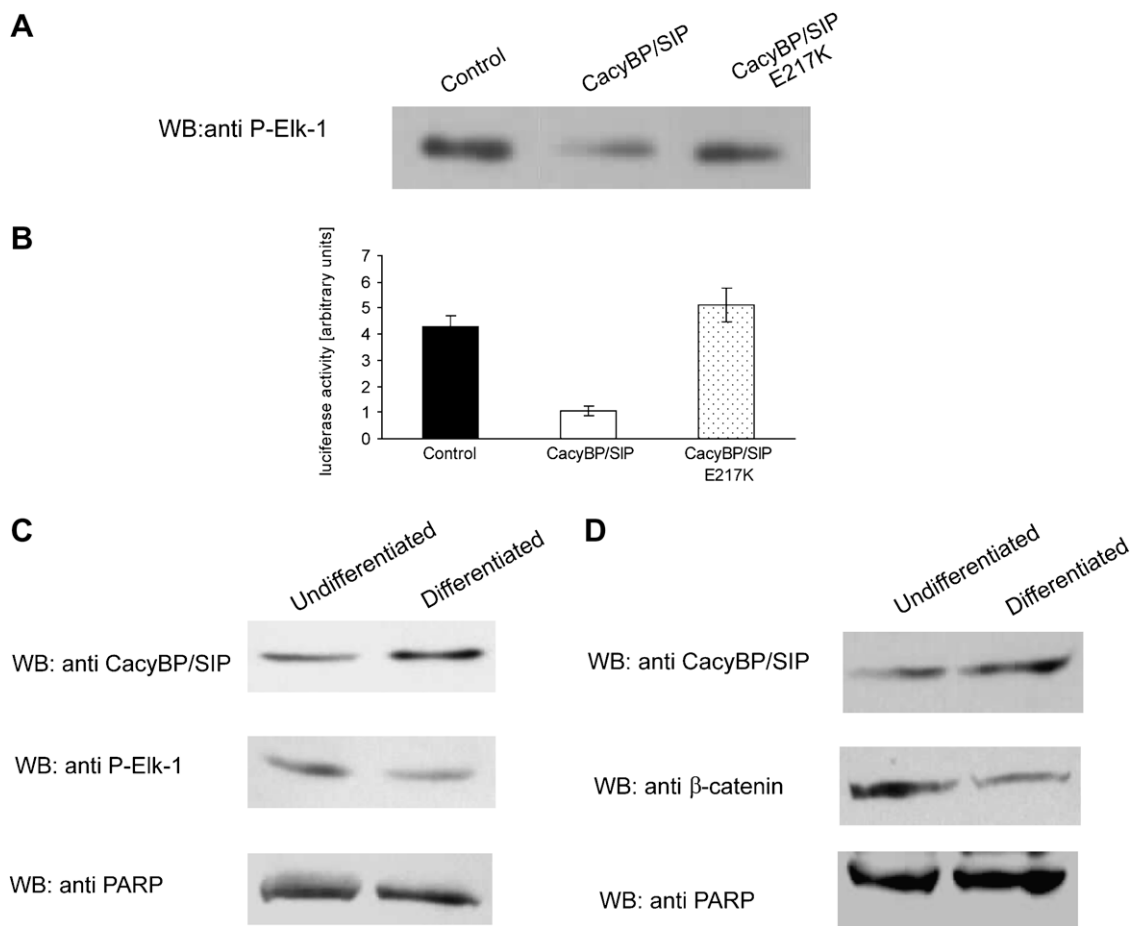 A
Control
CacyBP/SIP
CacyBP/SIP
E217K
WB:anti P-Elk-1
B
luciferase activity [arbitrary units]
7
6
5
4
3
2
1
0
Control
CacyBP/SIP
CacyBP/SIP
E217K
C
Undifferentiated
Differentiated
WB: anti CacyBP/SIP
WB: anti P-Elk-1
WB: anti PARP
D
Undifferentiated
Differentiated
WB: anti CacyBP/SIP
WB: anti β-catenin
WB: anti PARP